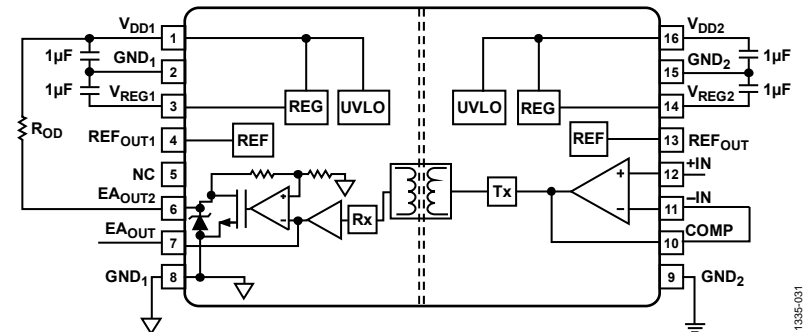 VDD1
1
1µF
GND1
2
1µF
VREG1
3
REG
UVLO
ROD
REFOUT1
4
REF
NC
5
EAOUT2
6
EAOUT
7
GND1
8
+
–
Rx
Tx
UVLO
REG
REF
+
–
16
VDD2
1µF
15
GND2
1µF
14
VREG2
13
REFOUT
12
+IN
11
–IN
10
COMP
9
GND2
1335-031